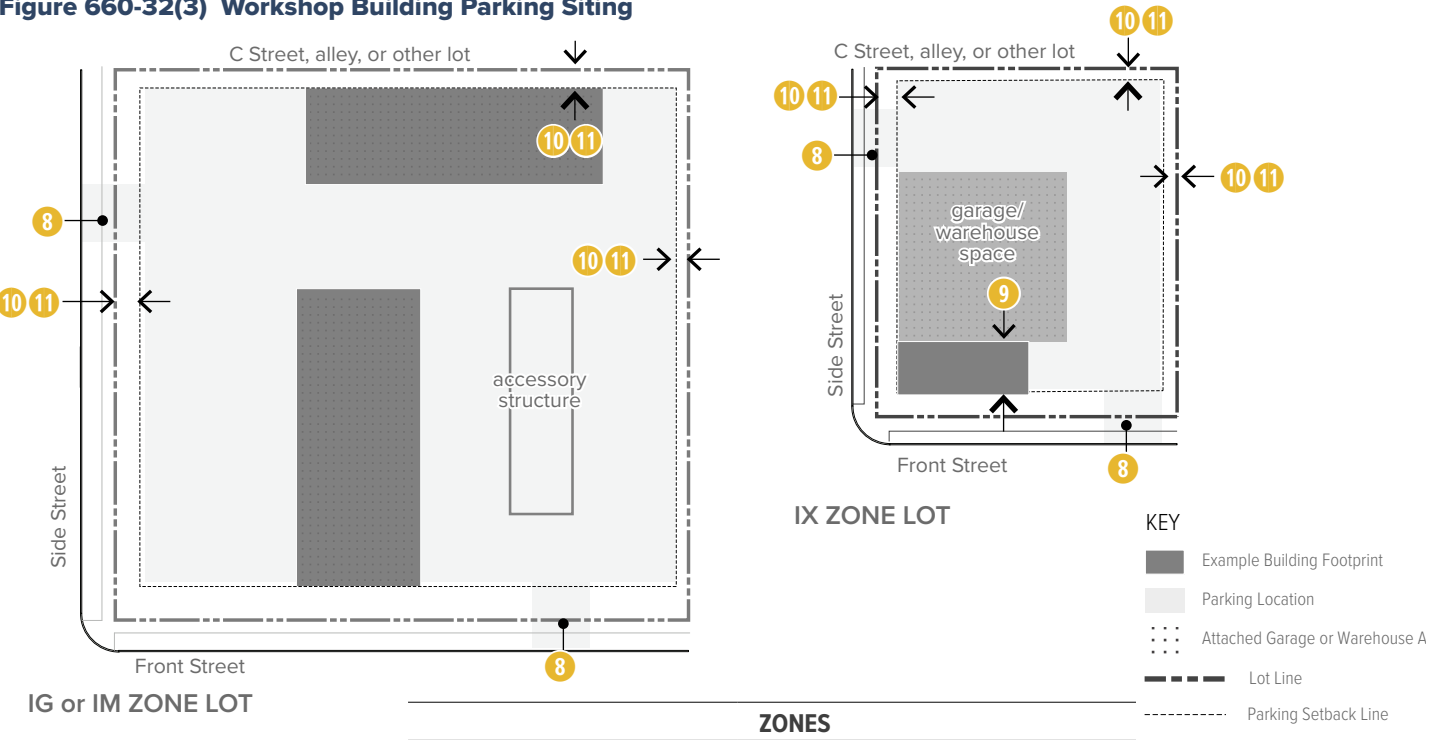 Figure 660-32(3) Workshop Building Parking Siting
C Street, alley, or other lot
10 11
8
10 11
10 11
accessory
structure
Side Street
Front Street
8
IG or IM ZONE LOT
10 11
C Street, alley, or other lot
10 11
8
10 11
garage/
warehouse
space
9
Side Street
Front Street
8
IX ZONE LOT
KEY
Example Building Footprint
Parking Location
Attached Garage or Warehouse A
Lot Line
Parking Setback Line
ZONES